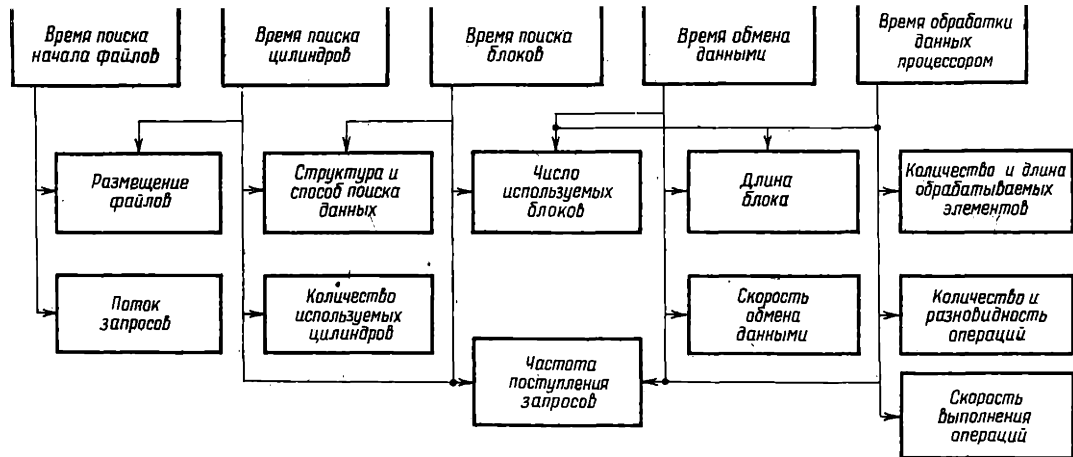 Время поиска
начала файлов
Время поиска
цилиндров
Время поиска
блоков
Время обмена
данными
Время обработки
данных
процессором
Размещение
файлов
Структура и
способ поиска
данных
Число
используемых
блоков
Длина
блока
Количество и длина
обрабатываемых
элементов
Поток
запросов
Количество
используемых
цилиндров
Скорость
обмена
данными
Количество и
разновидность
операций
Частота
поступления
запросов
Скорость
выполнения
операций